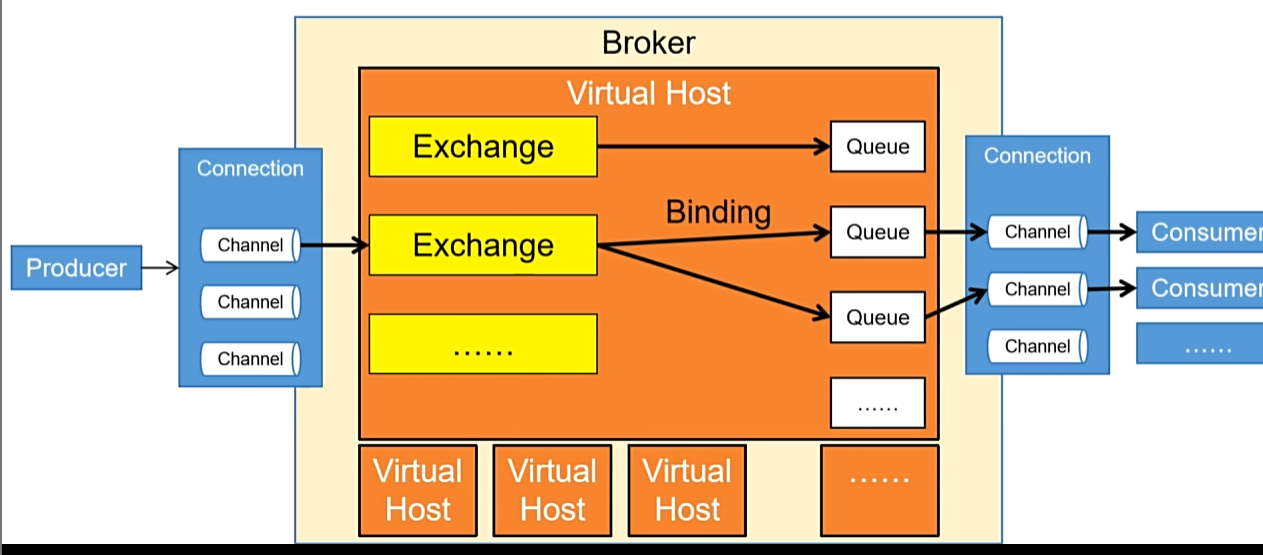 Broker
Virtual Host
Exchange
Queue
Connection
Connection
Binding
Channel
Exchange
Queue
Channel
Consumer
Producer
Channel
Channel
Consumer
......
Queue
Channel
Channel
......
......
Virtual
Host
Virtual
Host
Virtual
Host
......